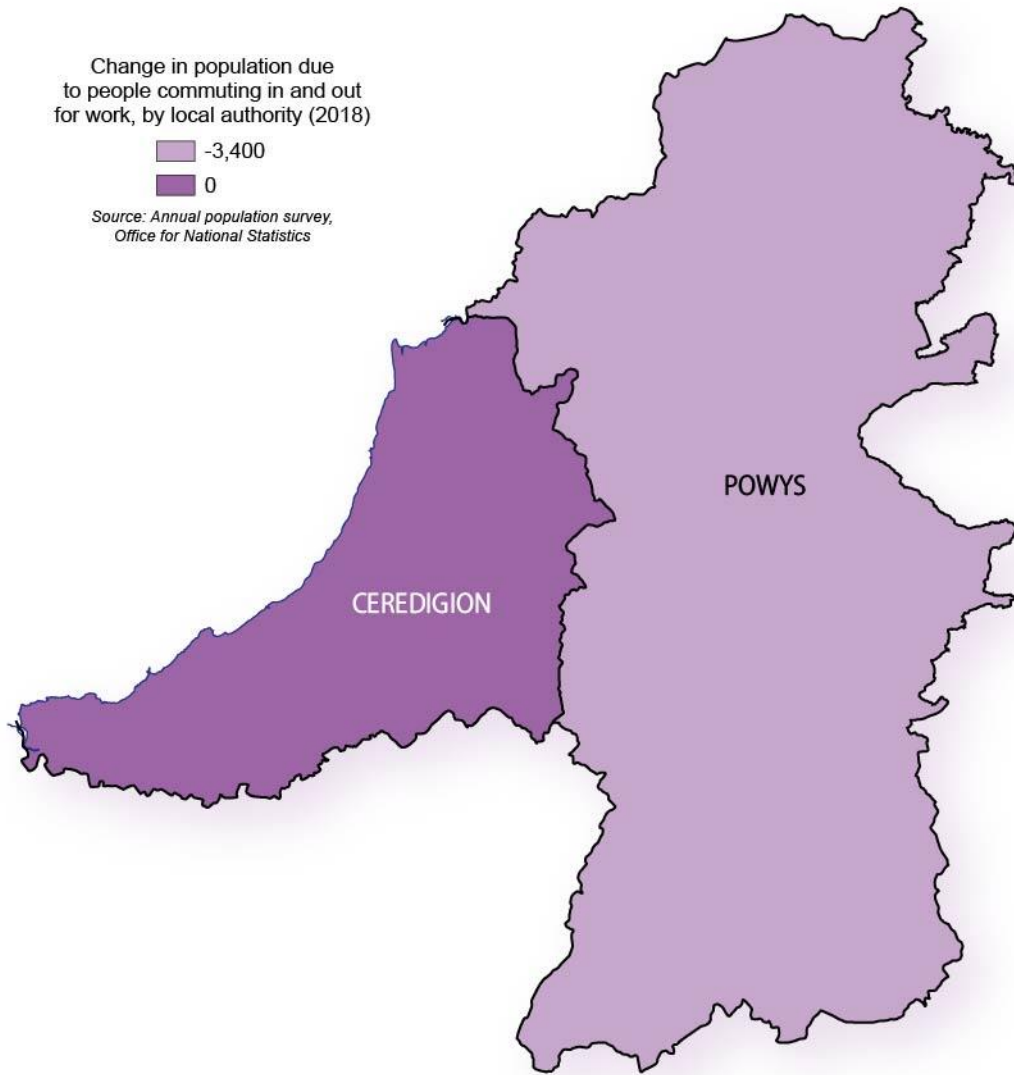 Change in population due
to people commuting in and out
for work, by local authority (2018)
-3,400
0
Source: Annual population survey,
Office for National Statistics
POWYS
CEREDIGION